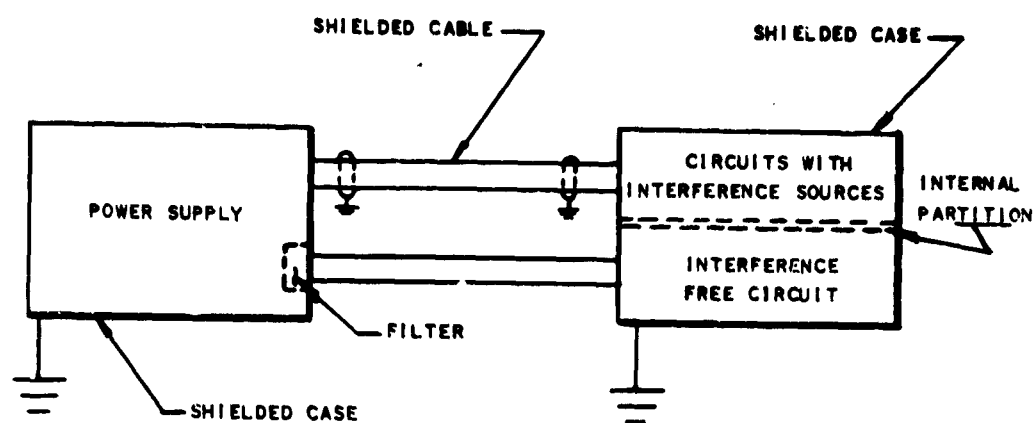 SHIELDED CABLE
SHIELDED CASE
CIRCUITS WITH
INTERFERENCE SOURCES
INTERNAL
PARTITION
POWER SUPPLY
INTERFERENCE
FREE CIRCUIT
FILTER
SHIELDED CASE